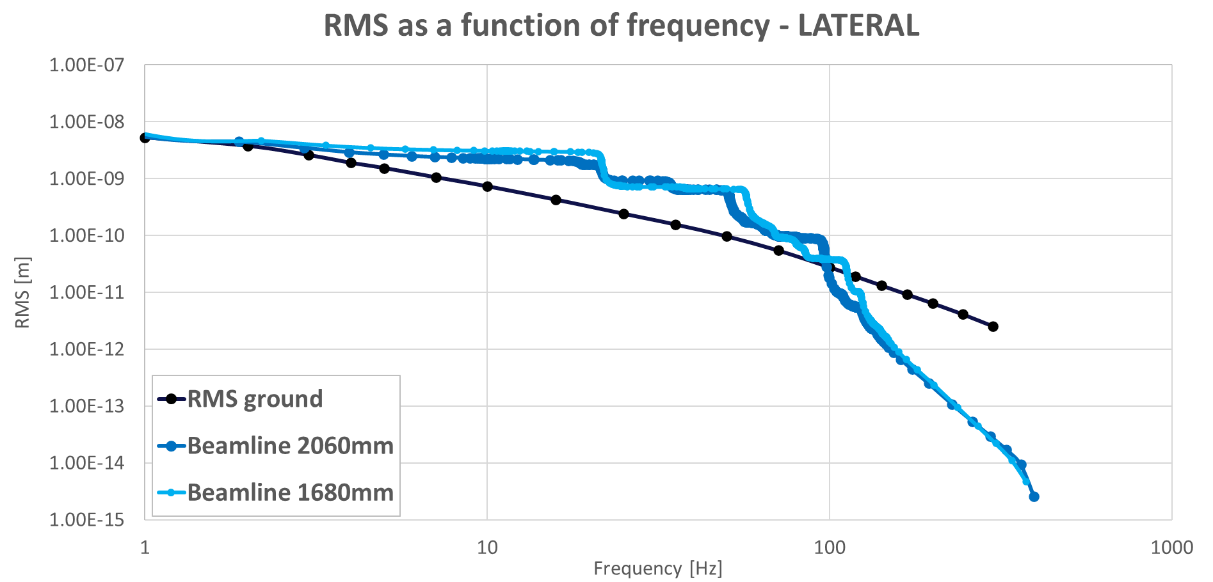 RMS as a function of frequency - LATERAL
1.00E-07
1.00E-08
1.00E-09
1.00E-10
1.00E-11
1.00E-12
1.00E-13
1.00E-14
1.00E-15
RMS [m]
RMS ground
Beamline 2060mm
Beamline 1680mm
1 10 100 1000
Frequency [Hz]